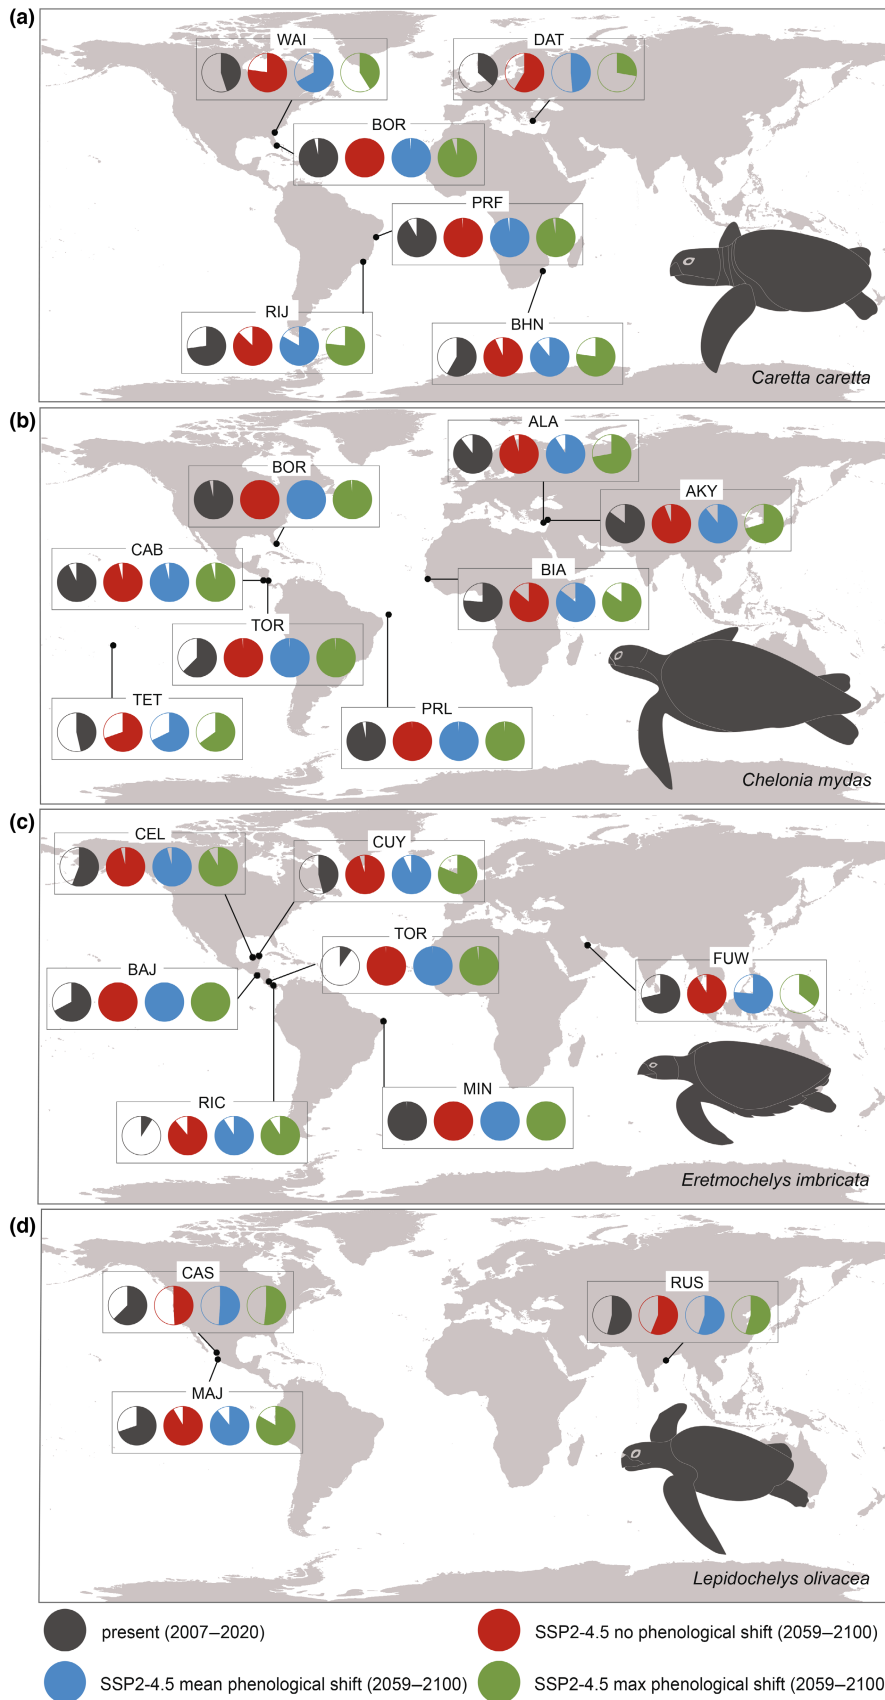 (a)
WAI
DAT
BOR
PRF
RIJ
BHN
Caretta caretta
(b)
ALA
BOR
AKY
CAB
BIA
TOR
TET
PRL
Chelonia mydas
(c)
CEL
CUY
TOR
FUW
BAJ
RIC
MIN
Eretmochelys imbricata
(d)
CAS
RUS
MAJ
Lepidochelys olivacea
present (2007–2020)
SSP2-4.5 no phenological shift (2059–2100)
SSP2-4.5 mean phenological shift (2059–2100)
SSP2-4.5 max phenological shift (2059–2100